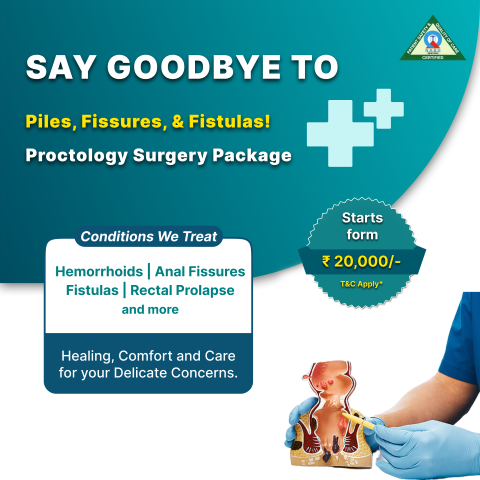 SAY GOODBYE TO
Piles, Fissures, & Fistulas!
Proctology Surgery Package
CERTIFIED
Conditions We Treat
Hemorrhoids | Anal Fissures
Fistulas | Rectal Prolapse
and more
Healing, Comfort and Care
for your Delicate Concerns.
Starts
form
₹ 20,000/-
T&C Apply*